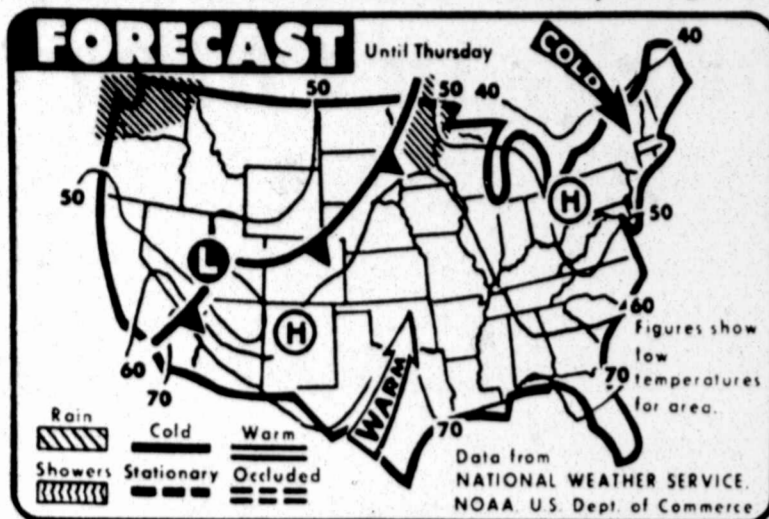 FORECAST
Until Thursday
COLD
40
50
50
40
50
50
L
H
H
60
60
70
70
70
WARM
Figures show
low
temperatures
for area.
Rain
Cold
Warm
Showers
Stationary
Occluded
Data from
NATIONAL WEATHER SERVICE,
NOAA, U.S. Dept. of Commerce